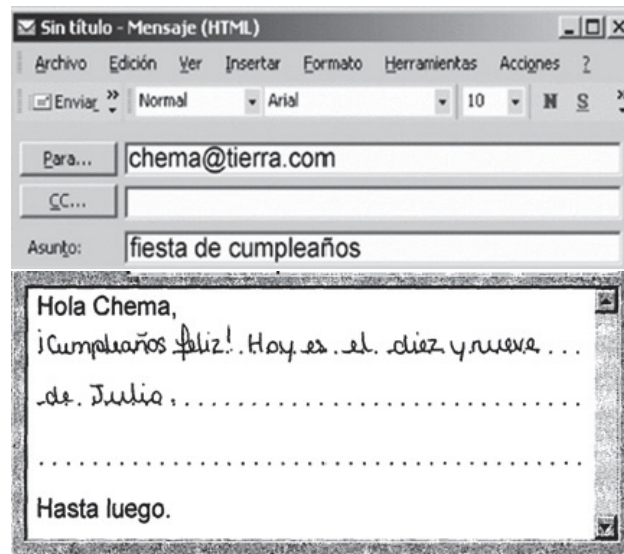 Sin título - Mensaje (HTML)
Archivo Edición Ver Insertar Formato Herramientas Acciones ?
Enviar Normal Arial 10 N S
Para... chema@tierra.com
CC...
Asunto: fiesta de cumpleaños
Hola Chema,
¡Cumpleaños feliz! Hoy es el diez y nueve
de Julio.
Hasta luego.